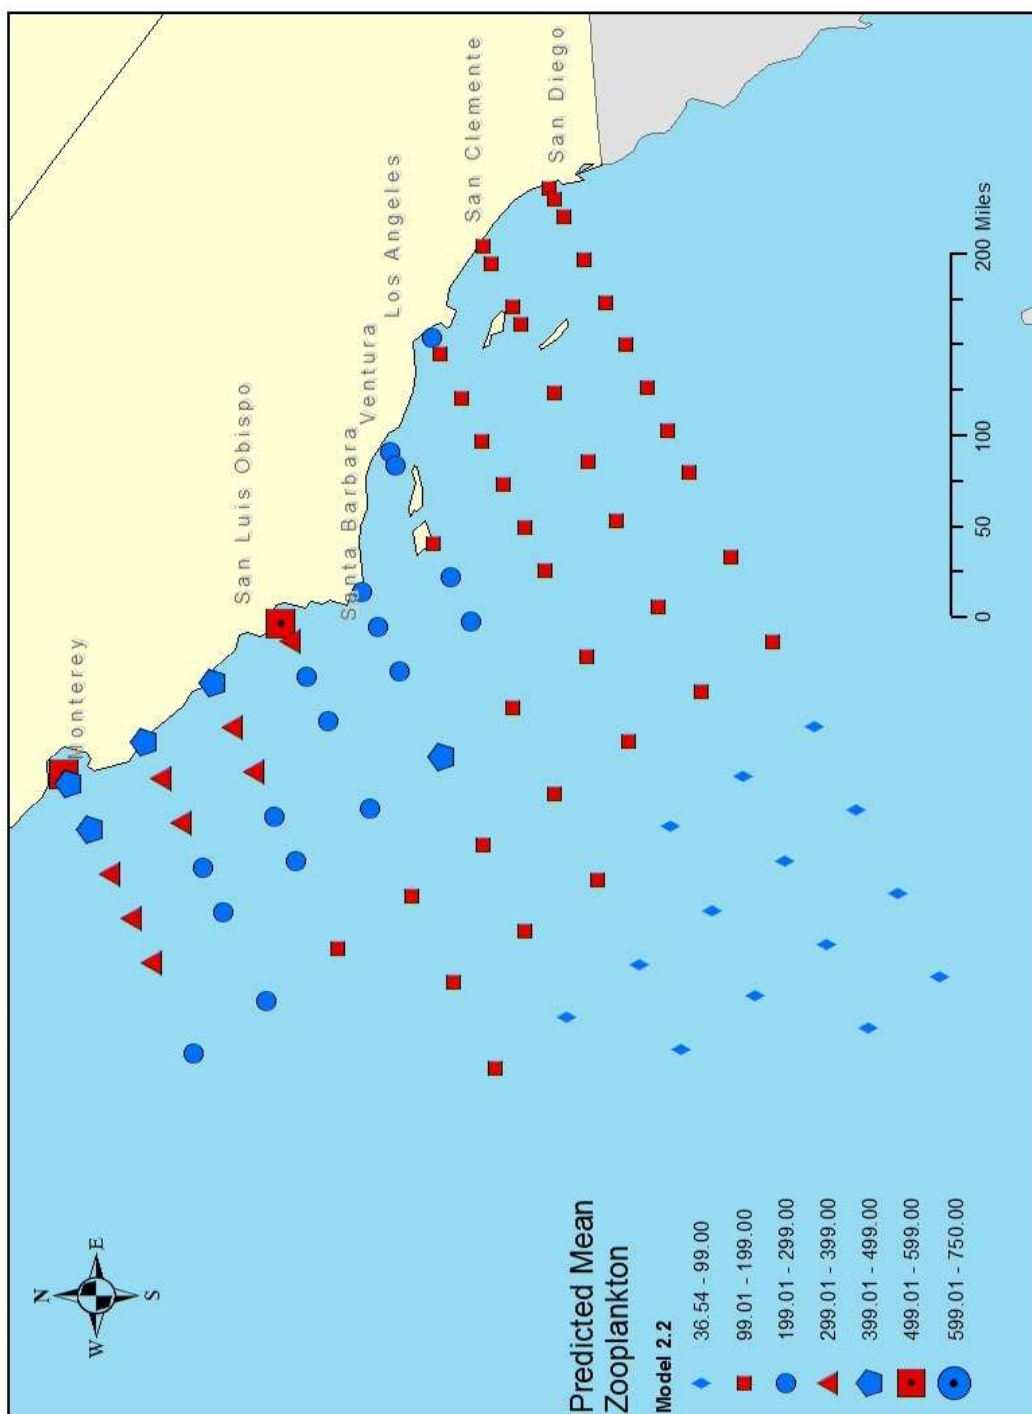 N
W
E
S
Monterey
San Luis Obispo
Santa Barbara
Ventura
Los Angeles
San Clemente
San Diego
Predicted Mean
Zooplankton
Model 2.2
36.54 - 99.00
99.01 - 199.00
199.01 - 299.00
299.01 - 399.00
399.01 - 499.00
499.01 - 599.00
599.01 - 750.00
0 50 100 200 Miles